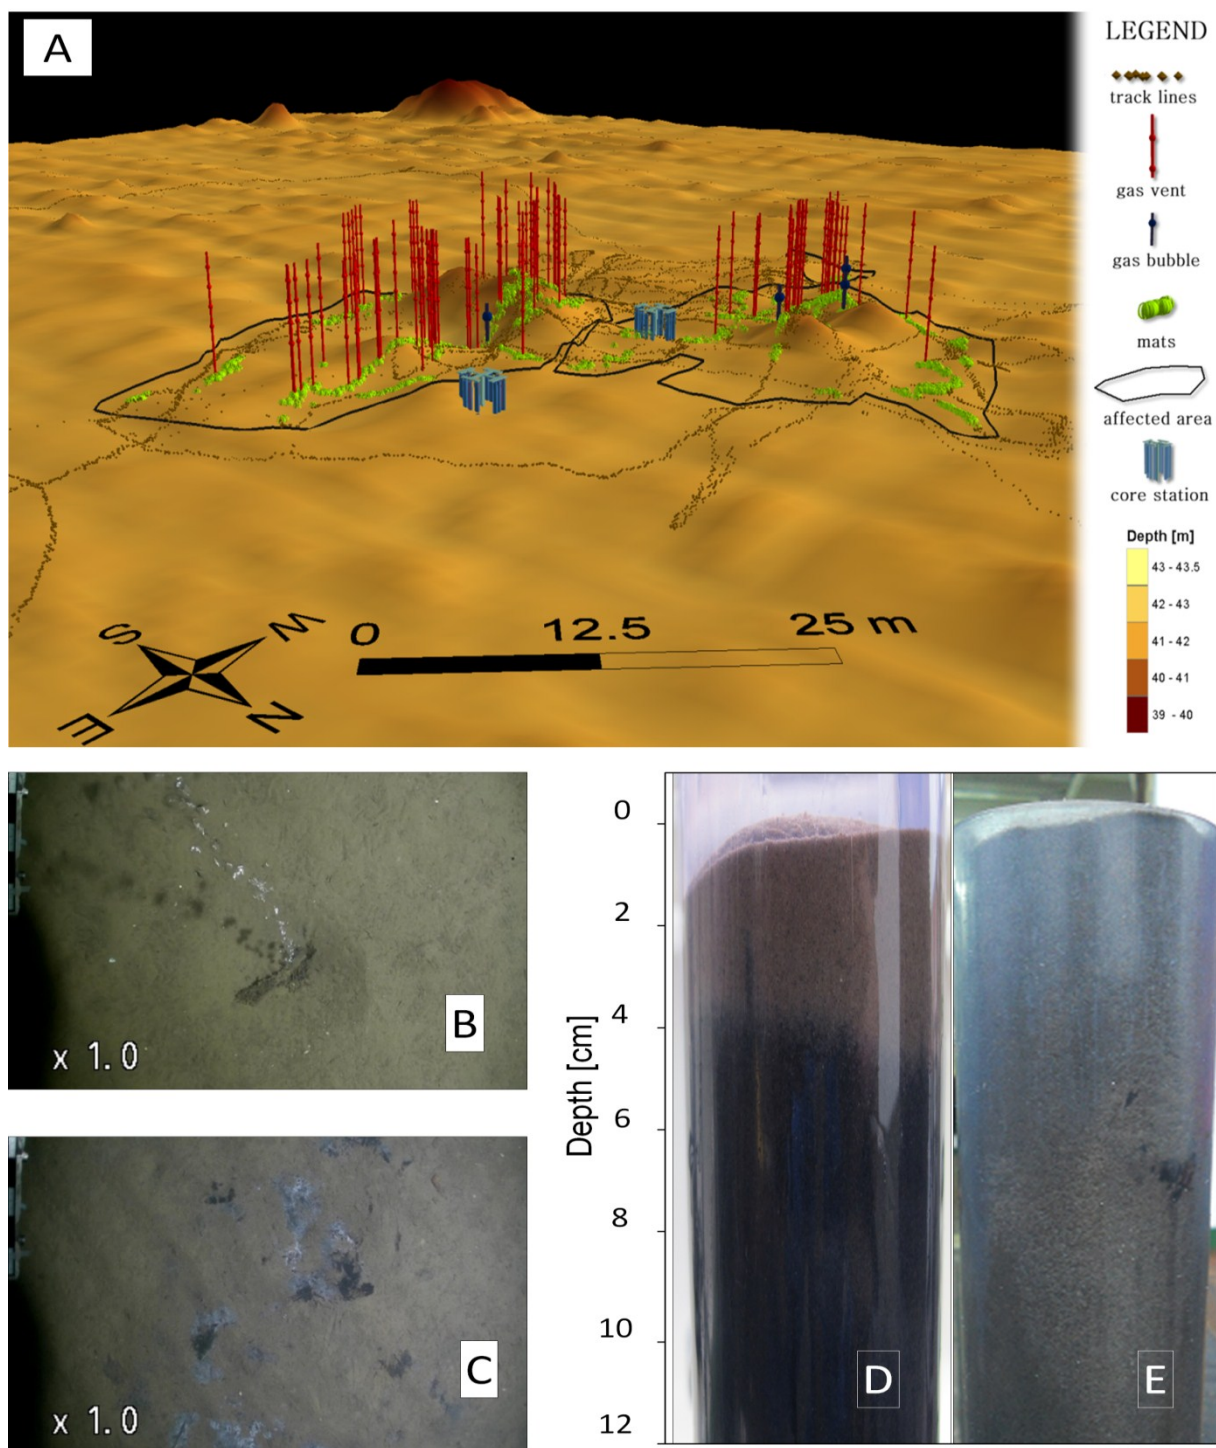 A
LEGEND
track lines
gas vent
gas bubble
mats
affected area
core station
Depth [m]
43 - 43.5
42 - 43
41 - 42
40 - 41
39 - 40
S
W
E
N
0
12.5
25 m
B
x 1.0
C
x 1.0
Depth [cm]
0
2
4
6
8
10
12
D
E